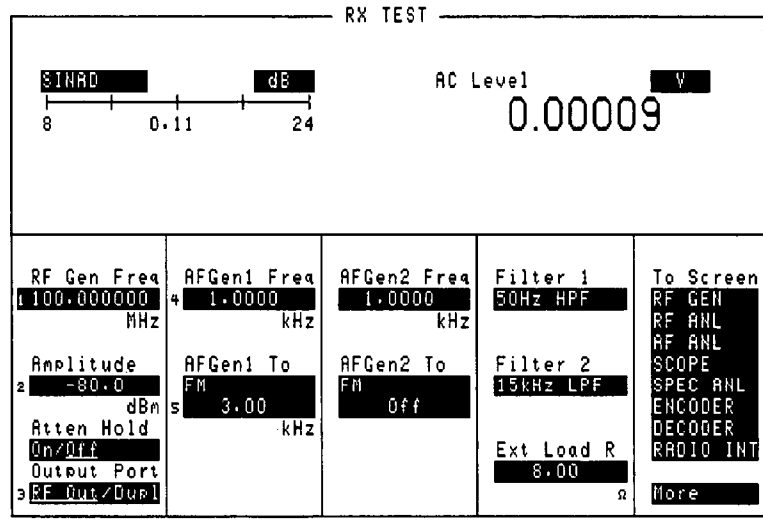 RX TEST
SINAD dB
8 0.11 24
AC Level V
0.00009
RF Gen Freq
1 100.000000
MHz
Amplitude
2 -80.0
dBm
Atten Hold
On/Off
Output Port
3 RF Out/Dupl
AFGen1 Freq
4 1.0000
kHz
AFGen1 To
FM
5 3.00
kHz
AFGen2 Freq
1.0000
kHz
AFGen2 To
FM
Off
Filter 1
50Hz HPF
Filter 2
15kHz LPF
Ext Load R
8.00
Ω
To Screen
RF GEN
RF ANL
AF ANL
SCOPE
SPEC ANL
ENCODER
DECODER
RADIO INT
More